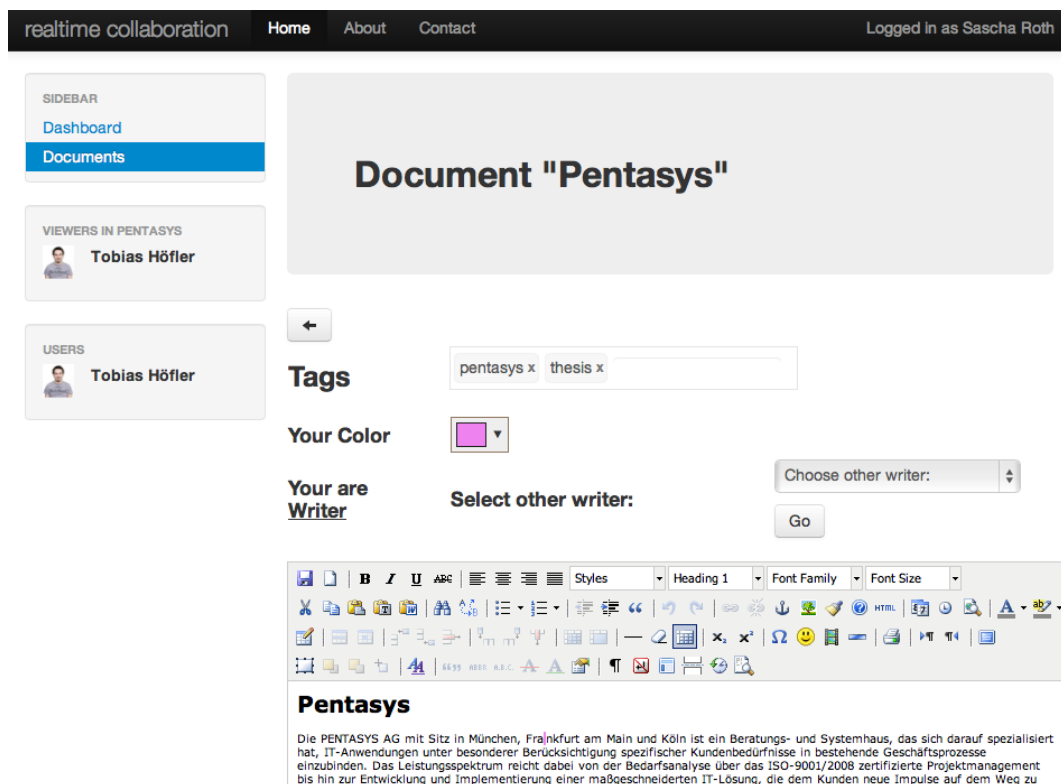 realtime collaboration Home About Contact Logged in as Sascha Roth
SIDEBAR
Dashboard
Documents
Document "Pentasys"
VIEWERS IN PENTASYS
Tobias Höfler
USERS
Tobias Höfler
Tags
pentasys x thesis x
Your Color
Your are
Writer
Select other writer:
Choose other writer:
Go
B I U ABC Styles Heading 1 Font Family Font Size
HTML
Pentasys
Die PENTASYS AG mit Sitz in München, Frankfurt am Main und Köln ist ein Beratungs- und Systemhaus, das sich darauf spezialisiert
hat, IT-Anwendungen unter besonderer Berücksichtigung spezifischer Kundenbedürfnisse in bestehende Geschäftsprozesse
einzubinden. Das Leistungsspektrum reicht dabei von der Bedarfsanalyse über das ISO-9001/2008 zertifizierte Projektmanagement
bis hin zur Entwicklung und Implementierung einer maßgeschneiderten IT-Lösung, die dem Kunden neue Impulse auf dem Weg zu